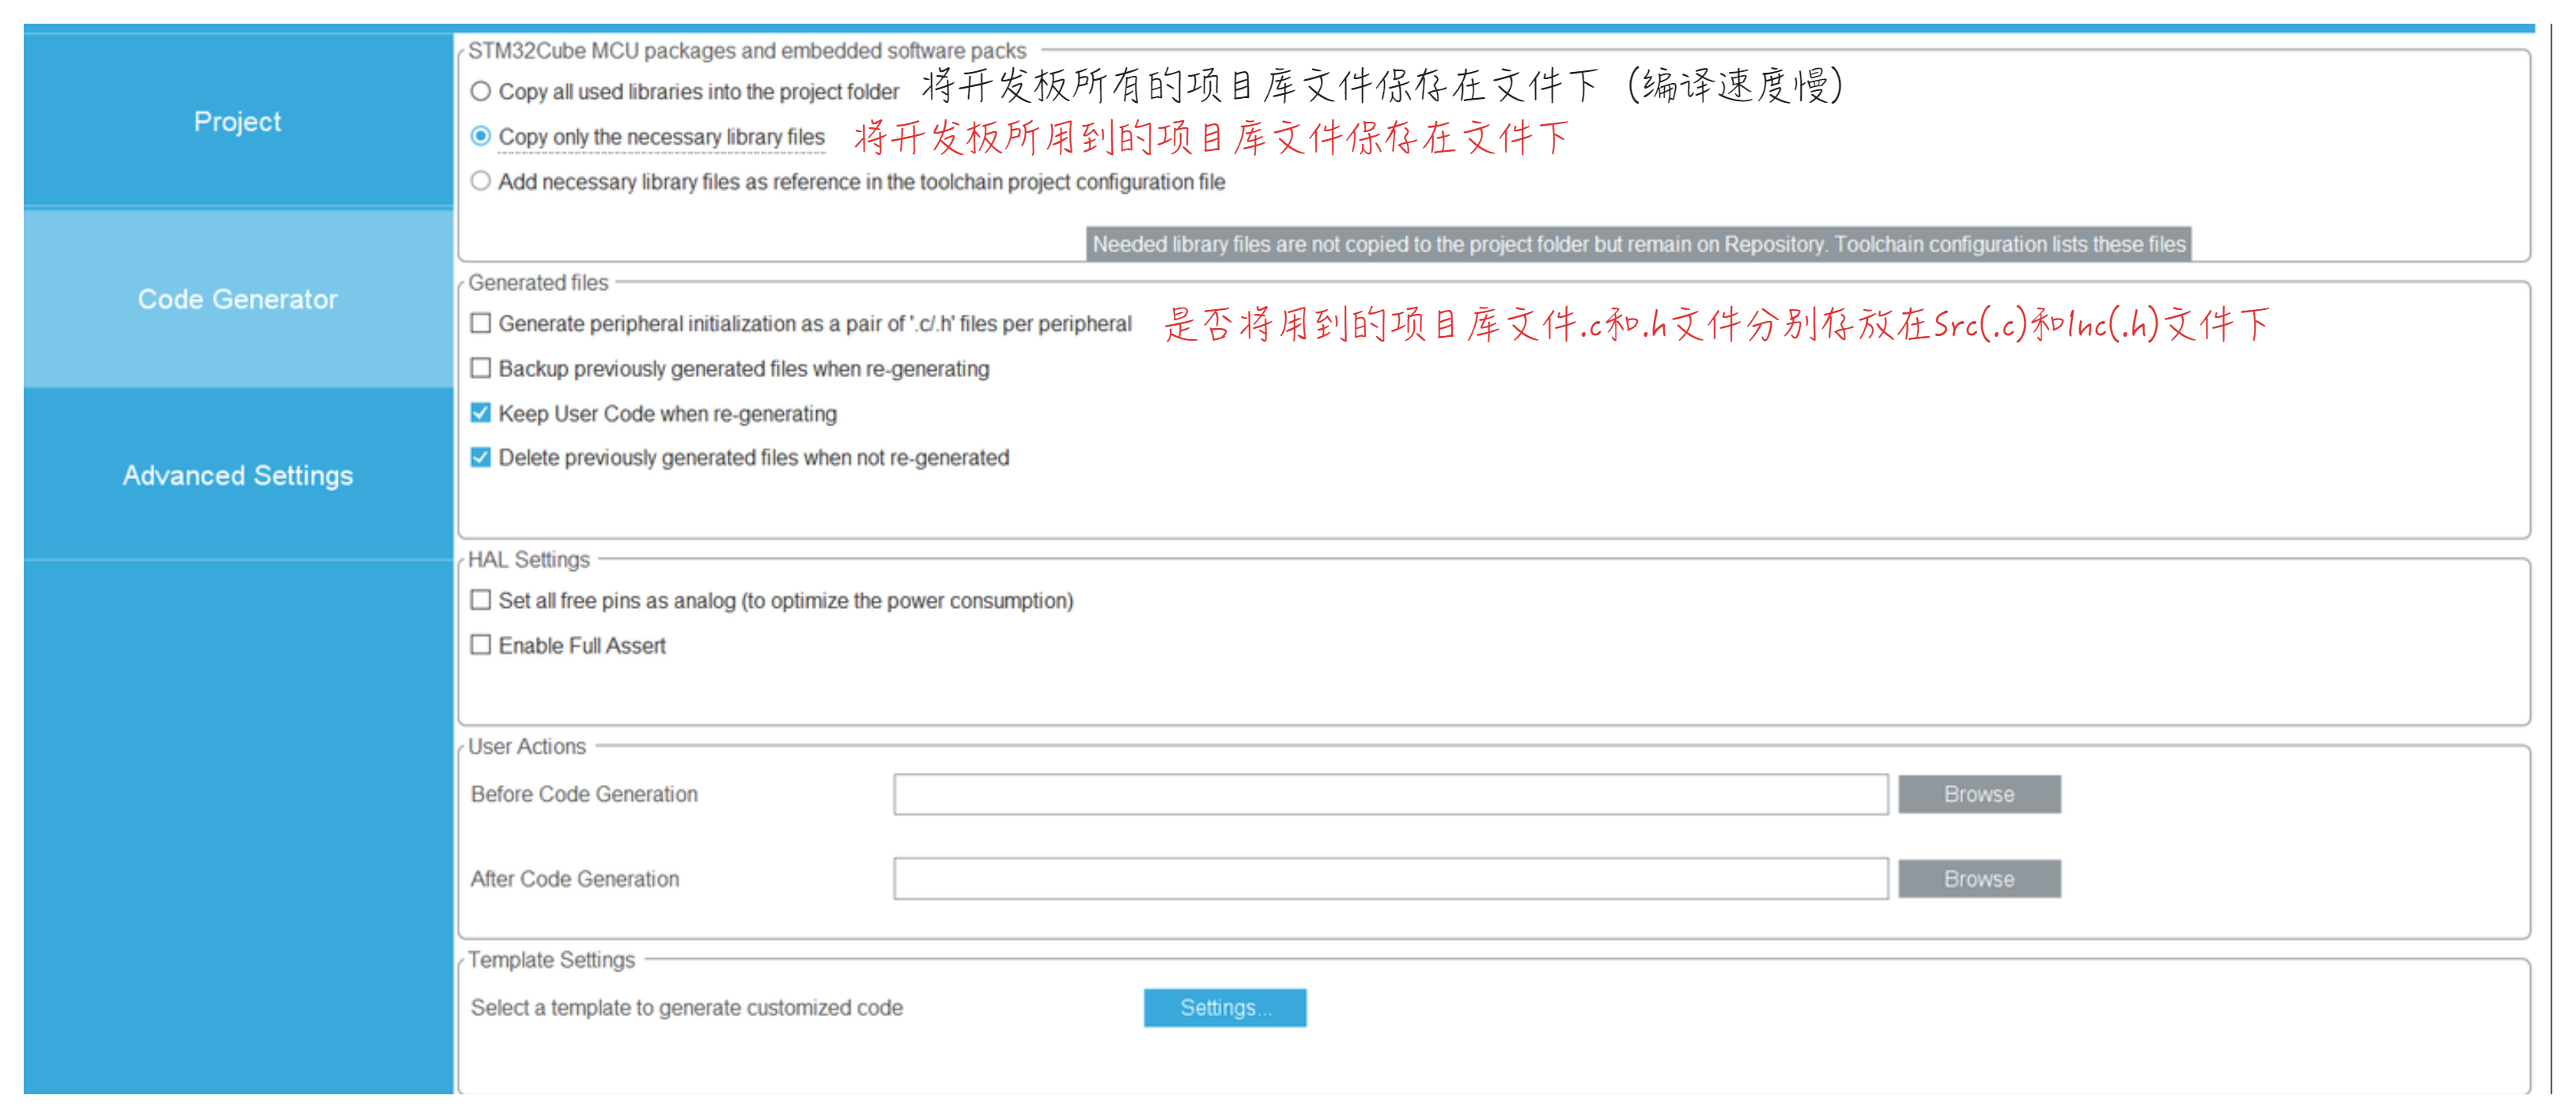 STM32Cube MCU packages and embedded software packs
Copy all used libraries into the project folder 将开发板所有的项目库文件保存在文件下 (编译速度慢)
Project
Copy only the necessary library files 将开发板所用到的项目库文件保存在文件下
Add necessary library files as reference in the toolchain project configuration file
Needed library files are not copied to the project folder but remain on Repository. Toolchain configuration lists these files
Generated files
Code Generator
Generate peripheral initialization as a pair of '.c/.h' files per peripheral 是否将用到的项目库文件.c和.h文件分别存放在Src(.c)和Inc(.h)文件下
Backup previously generated files when re-generating
Keep User Code when re-generating
Delete previously generated files when not re-generated
Advanced Settings
HAL Settings
Set all free pins as analog (to optimize the power consumption)
Enable Full Assert
User Actions
Before Code Generation Browse
After Code Generation Browse
Template Settings
Select a template to generate customized code Settings...